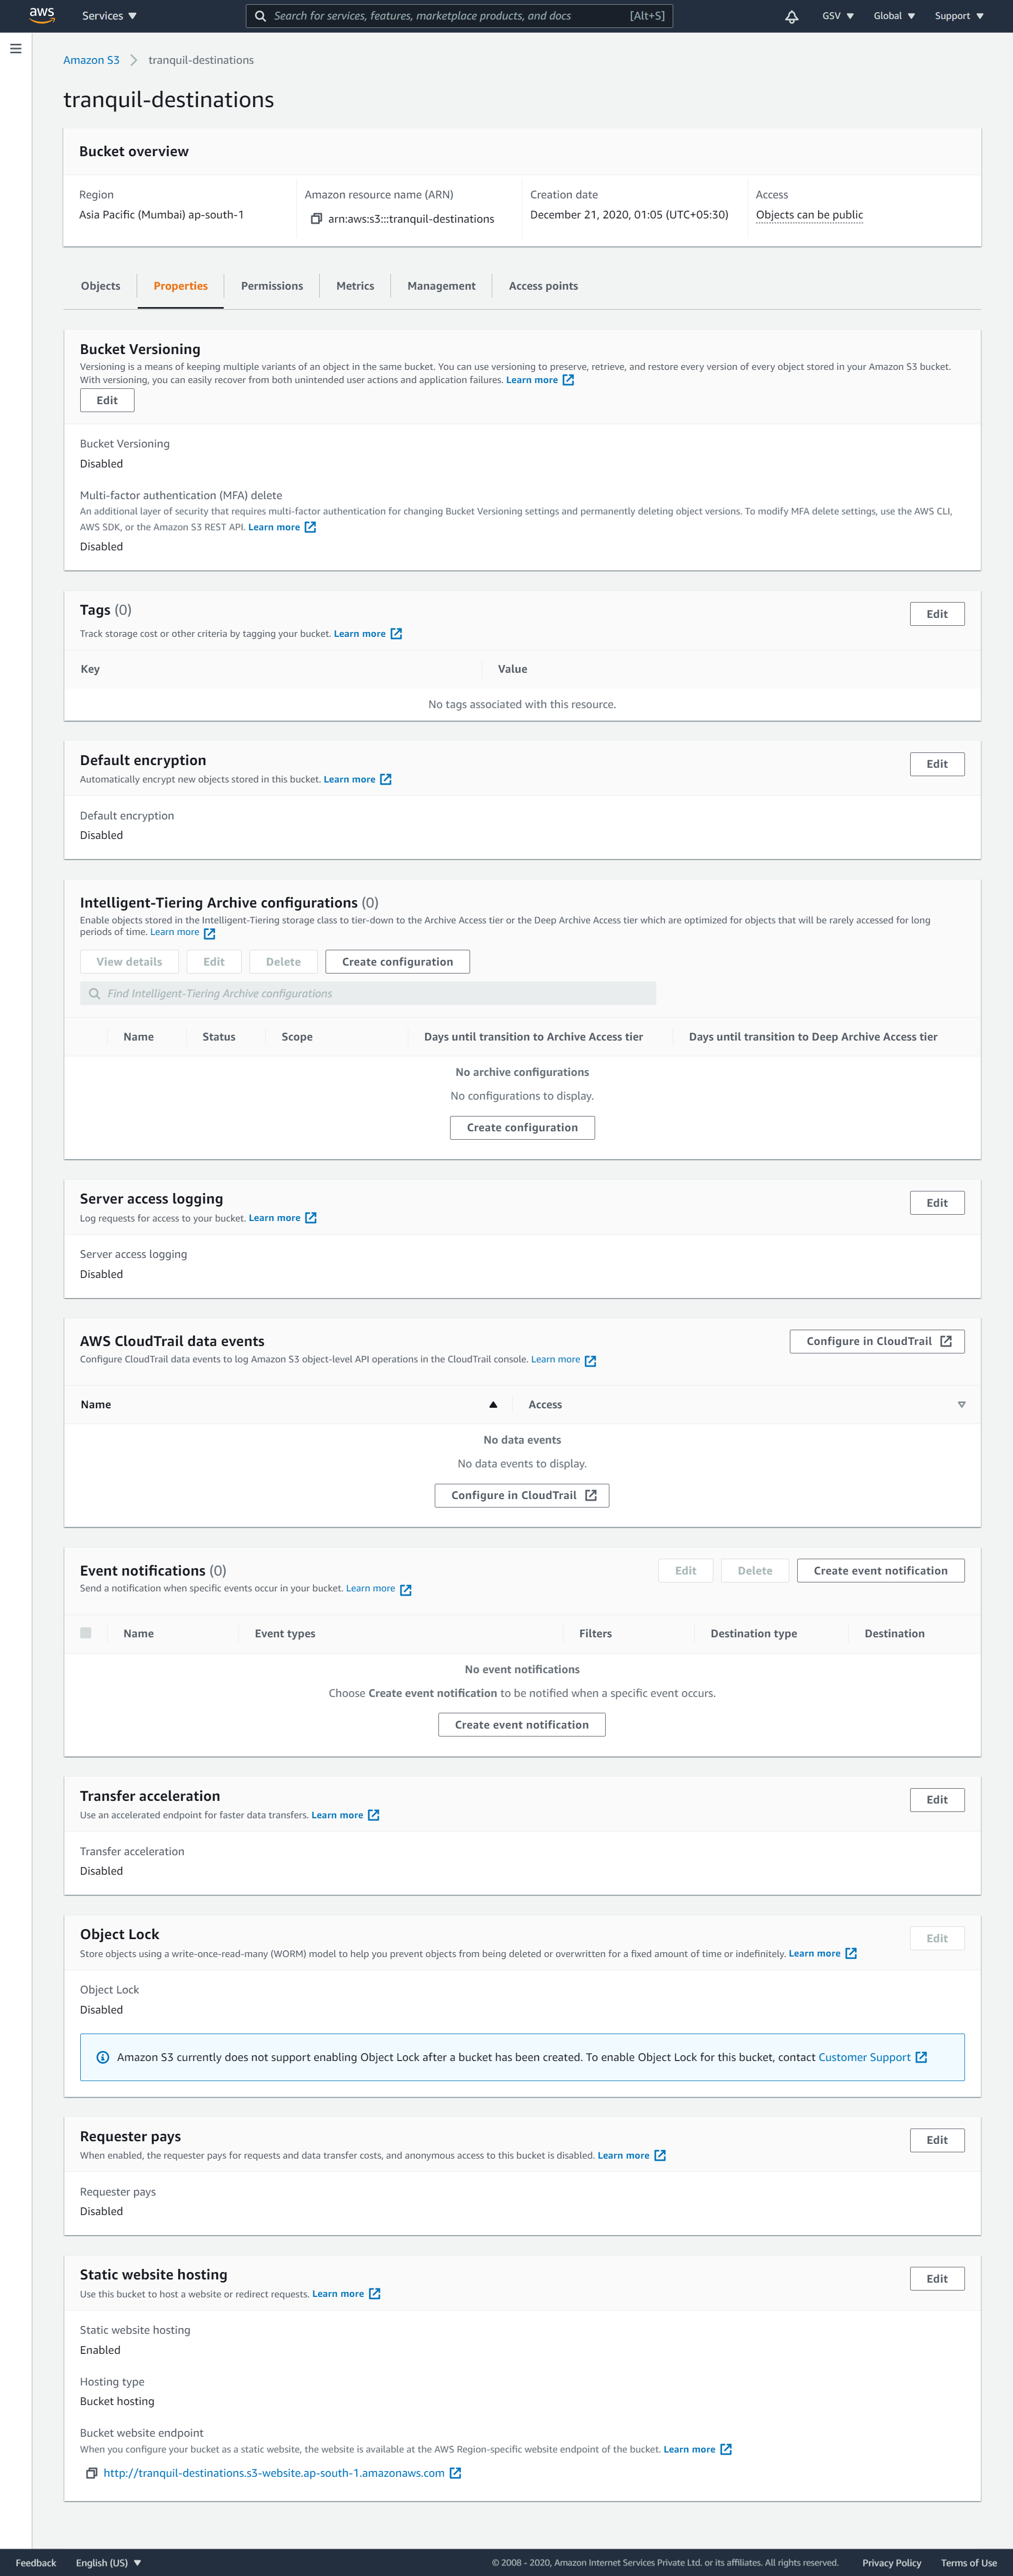 aws Services Search for services, features, marketplace products, and docs [Alt+S] GSV Global Support
Amazon S3 tranquil-destinations
tranquil-destinations
Bucket overview
Region Amazon resource name (ARN) Creation date Access
Asia Pacific (Mumbai) ap-south-1 arn:aws:s3:::tranquil-destinations December 21, 2020, 01:05 (UTC+05:30) Objects can be public
Objects Properties Permissions Metrics Management Access points
Bucket Versioning
Versioning is a means of keeping multiple variants of an object in the same bucket. You can use versioning to preserve, retrieve, and restore every version of every object stored in your Amazon S3 bucket.
With versioning, you can easily recover from both unintended user actions and application failures. Learn more
Edit
Bucket Versioning
Disabled
Multi-factor authentication (MFA) delete
An additional layer of security that requires multi-factor authentication for changing Bucket Versioning settings and permanently deleting object versions. To modify MFA delete settings, use the AWS CLI,
AWS SDK, or the Amazon S3 REST API. Learn more
Disabled
Tags (0) Edit
Track storage cost or other criteria by tagging your bucket. Learn more
Key Value
No tags associated with this resource.
Default encryption Edit
Automatically encrypt new objects stored in this bucket. Learn more
Default encryption
Disabled
Intelligent-Tiering Archive configurations (0)
Enable objects stored in the Intelligent-Tiering storage class to tier-down to the Archive Access tier or the Deep Archive Access tier which are optimized for objects that will be rarely accessed for long
periods of time. Learn more
View details Edit Delete Create configuration
Find Intelligent-Tiering Archive configurations
Name Status Scope Days until transition to Archive Access tier Days until transition to Deep Archive Access tier
No archive configurations
No configurations to display.
Create configuration
Server access logging Edit
Log requests for access to your bucket. Learn more
Server access logging
Disabled
AWS CloudTrail data events Configure in CloudTrail
Configure CloudTrail data events to log Amazon S3 object-level API operations in the CloudTrail console. Learn more
Name Access
No data events
No data events to display.
Configure in CloudTrail
Event notifications (0) Edit Delete Create event notification
Send a notification when specific events occur in your bucket. Learn more
Name Event types Filters Destination type Destination
No event notifications
Choose Create event notification to be notified when a specific event occurs.
Create event notification
Transfer acceleration Edit
Use an accelerated endpoint for faster data transfers. Learn more
Transfer acceleration
Disabled
Object Lock Edit
Store objects using a write-once-read-many (WORM) model to help you prevent objects from being deleted or overwritten for a fixed amount of time or indefinitely. Learn more
Object Lock
Disabled
Amazon S3 currently does not support enabling Object Lock after a bucket has been created. To enable Object Lock for this bucket, contact Customer Support
Requester pays Edit
When enabled, the requester pays for requests and data transfer costs, and anonymous access to this bucket is disabled. Learn more
Requester pays
Disabled
Static website hosting Edit
Use this bucket to host a website or redirect requests. Learn more
Static website hosting
Enabled
Hosting type
Bucket hosting
Bucket website endpoint
When you configure your bucket as a static website, the website is available at the AWS Region-specific website endpoint of the bucket. Learn more
http://tranquil-destinations.s3-website.ap-south-1.amazonaws.com
Feedback English (US) © 2008 - 2020, Amazon Internet Services Private Ltd. or its affiliates. All rights reserved. Privacy Policy Terms of Use